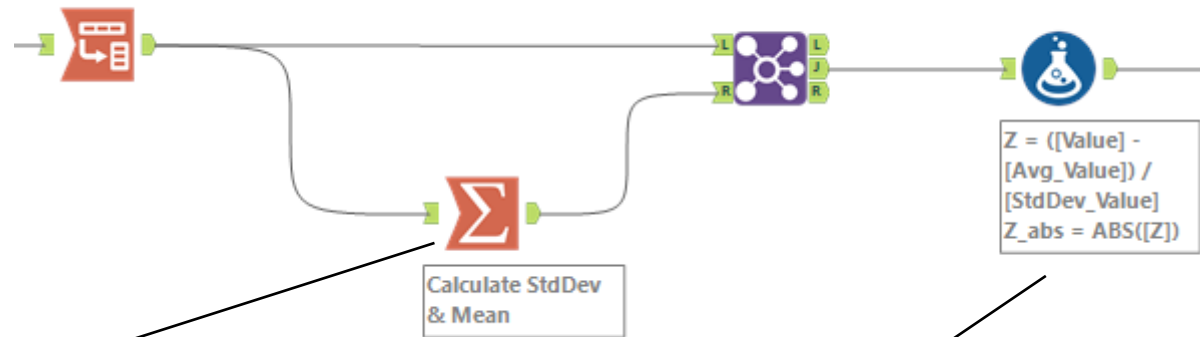 L
L
J
R
R
Z = ([Value] -
[Avg_Value]) /
[StdDev_Value]
Z_abs = ABS([Z])
Calculate StdDev
& Mean